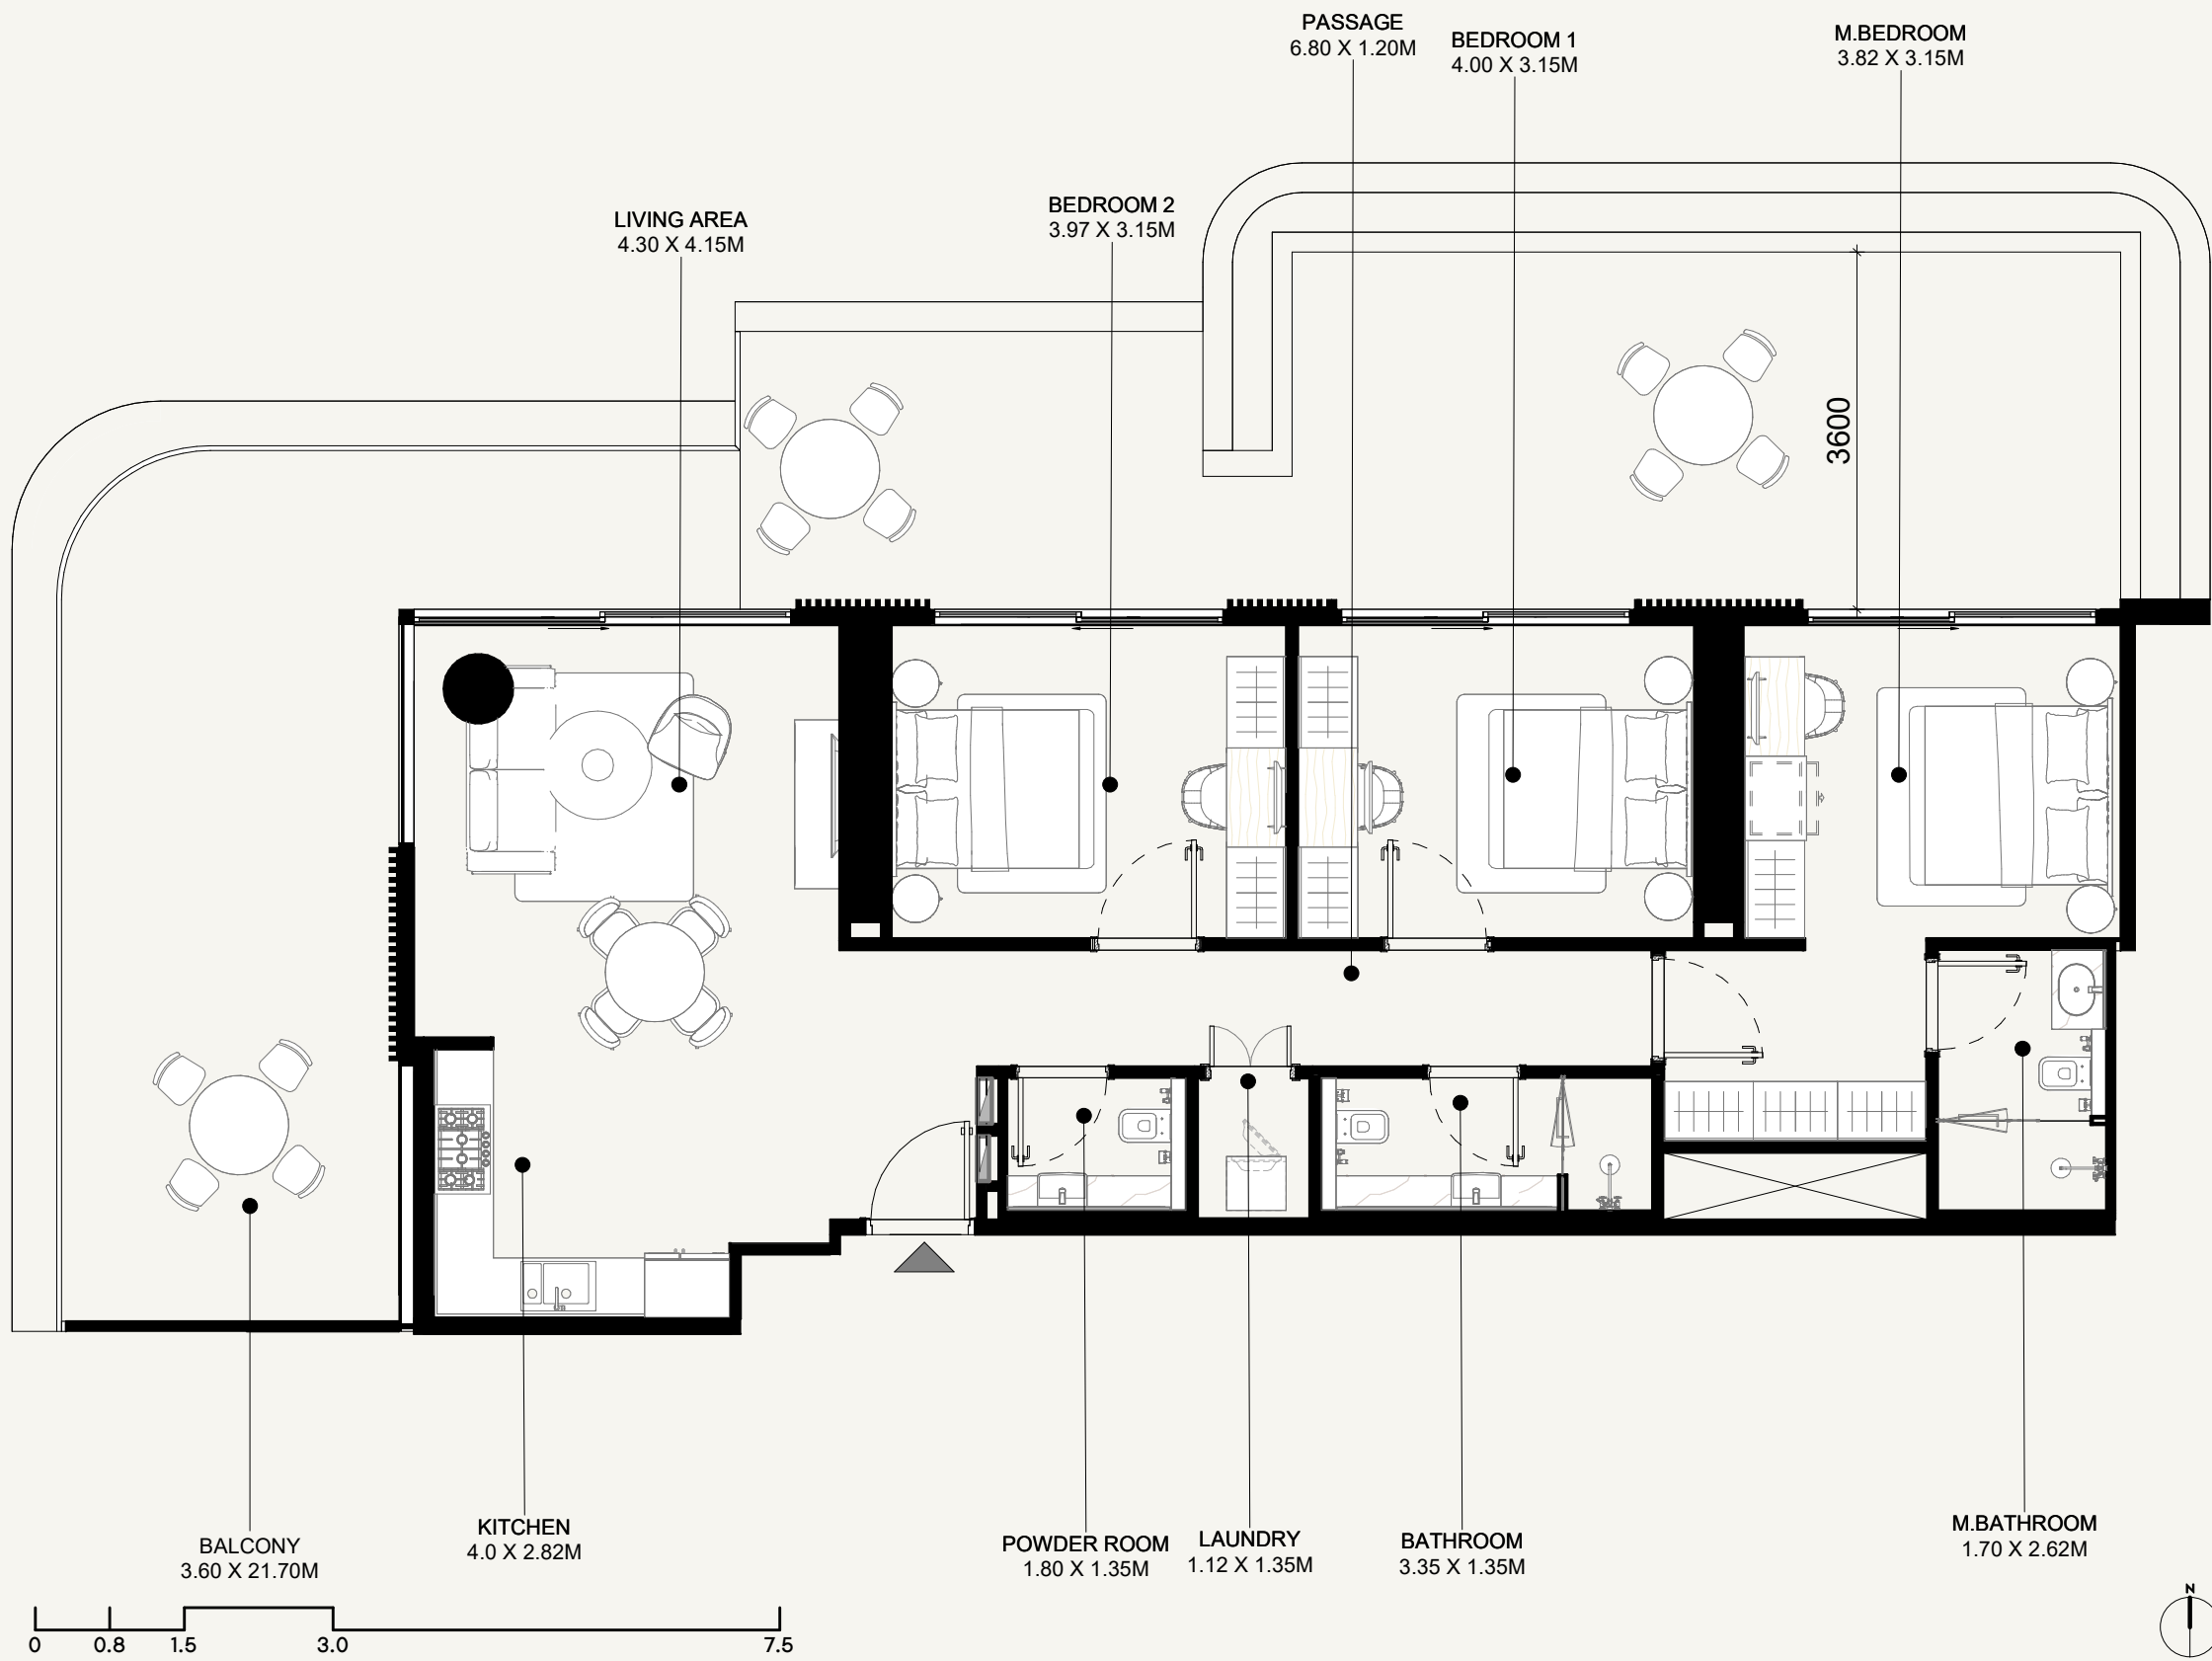 PASSAGE
6.80 X 1.20M
BEDROOM 1
4.00 X 3.15M
M.BEDROOM
3.82 X 3.15M
LIVING AREA
4.30 X 4.15M
BEDROOM 2
3.97 X 3.15M
3600
BALCONY
3.60 X 21.70M
KITCHEN
4.0 X 2.82M
POWDER ROOM
1.80 X 1.35M
LAUNDRY
1.12 X 1.35M
BATHROOM
3.35 X 1.35M
M.BATHROOM
1.70 X 2.62M
0 0.8 1.5 3.0 7.5
N